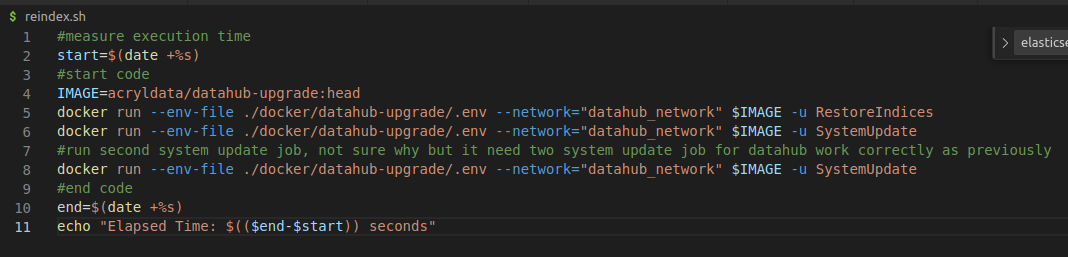 $ reindex.sh
1 #measure execution time
2 start=$(date +%s)
3 #start code
4 IMAGE=acryldata/datahub-upgrade:head
5 docker run --env-file ./docker/datahub-upgrade/.env --network="datahub_network" $IMAGE -u RestoreIndices
6 docker run --env-file ./docker/datahub-upgrade/.env --network="datahub_network" $IMAGE -u SystemUpdate
7 #run second system update job, not sure why but it need two system update job for datahub work correctly as previously
8 docker run --env-file ./docker/datahub-upgrade/.env --network="datahub_network" $IMAGE -u SystemUpdate
9 #end code
10 end=$(date +%s)
11 echo "Elapsed Time: $(($end-$start)) seconds"
> elasticse